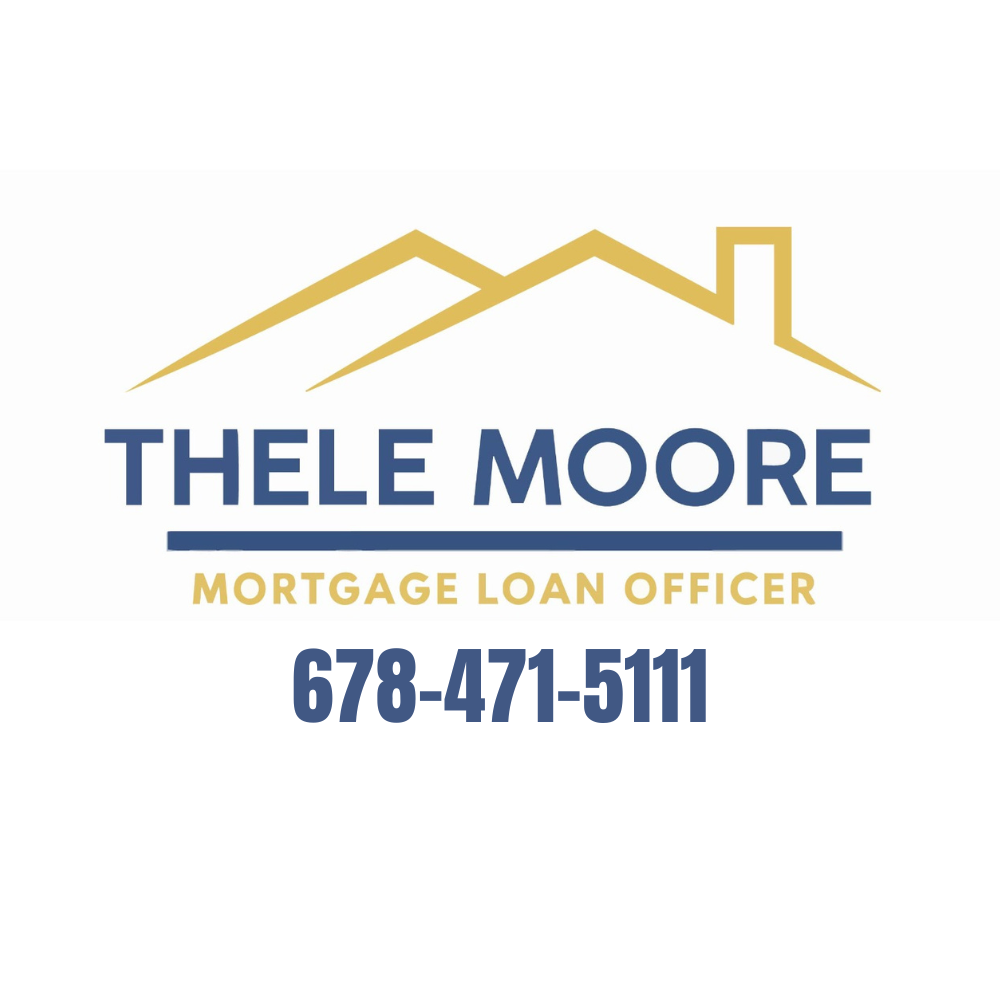 THELE MOORE
MORTGAGE LOAN OFFICER
678-471-5111